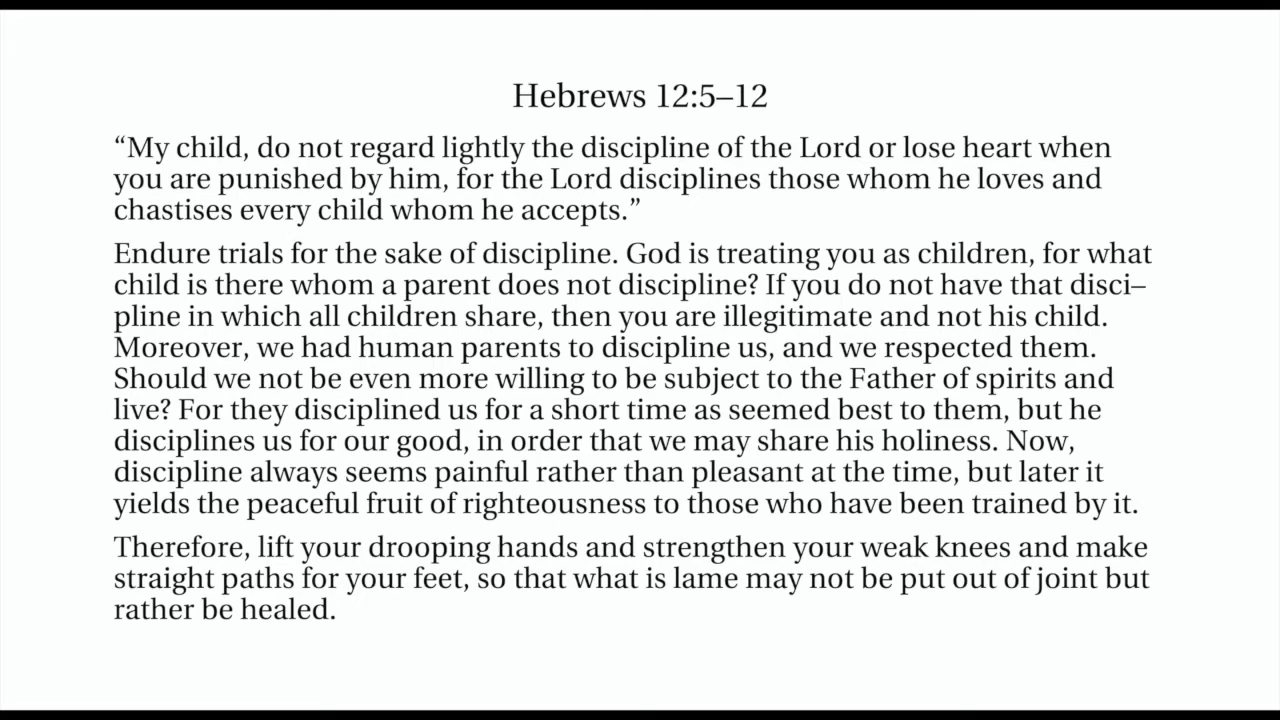 Hebrews 12:5–12
“My child, do not regard lightly the discipline of the Lord or lose heart when
you are punished by him, for the Lord disciplines those whom he loves and
chastises every child whom he accepts.”
Endure trials for the sake of discipline. God is treating you as children, for what
child is there whom a parent does not discipline? If you do not have that disci–
pline in which all children share, then you are illegitimate and not his child.
Moreover, we had human parents to discipline us, and we respected them.
Should we not be even more willing to be subject to the Father of spirits and
live? For they disciplined us for a short time as seemed best to them, but he
disciplines us for our good, in order that we may share his holiness. Now,
discipline always seems painful rather than pleasant at the time, but later it
yields the peaceful fruit of righteousness to those who have been trained by it.
Therefore, lift your drooping hands and strengthen your weak knees and make
straight paths for your feet, so that what is lame may not be put out of joint but
rather be healed.